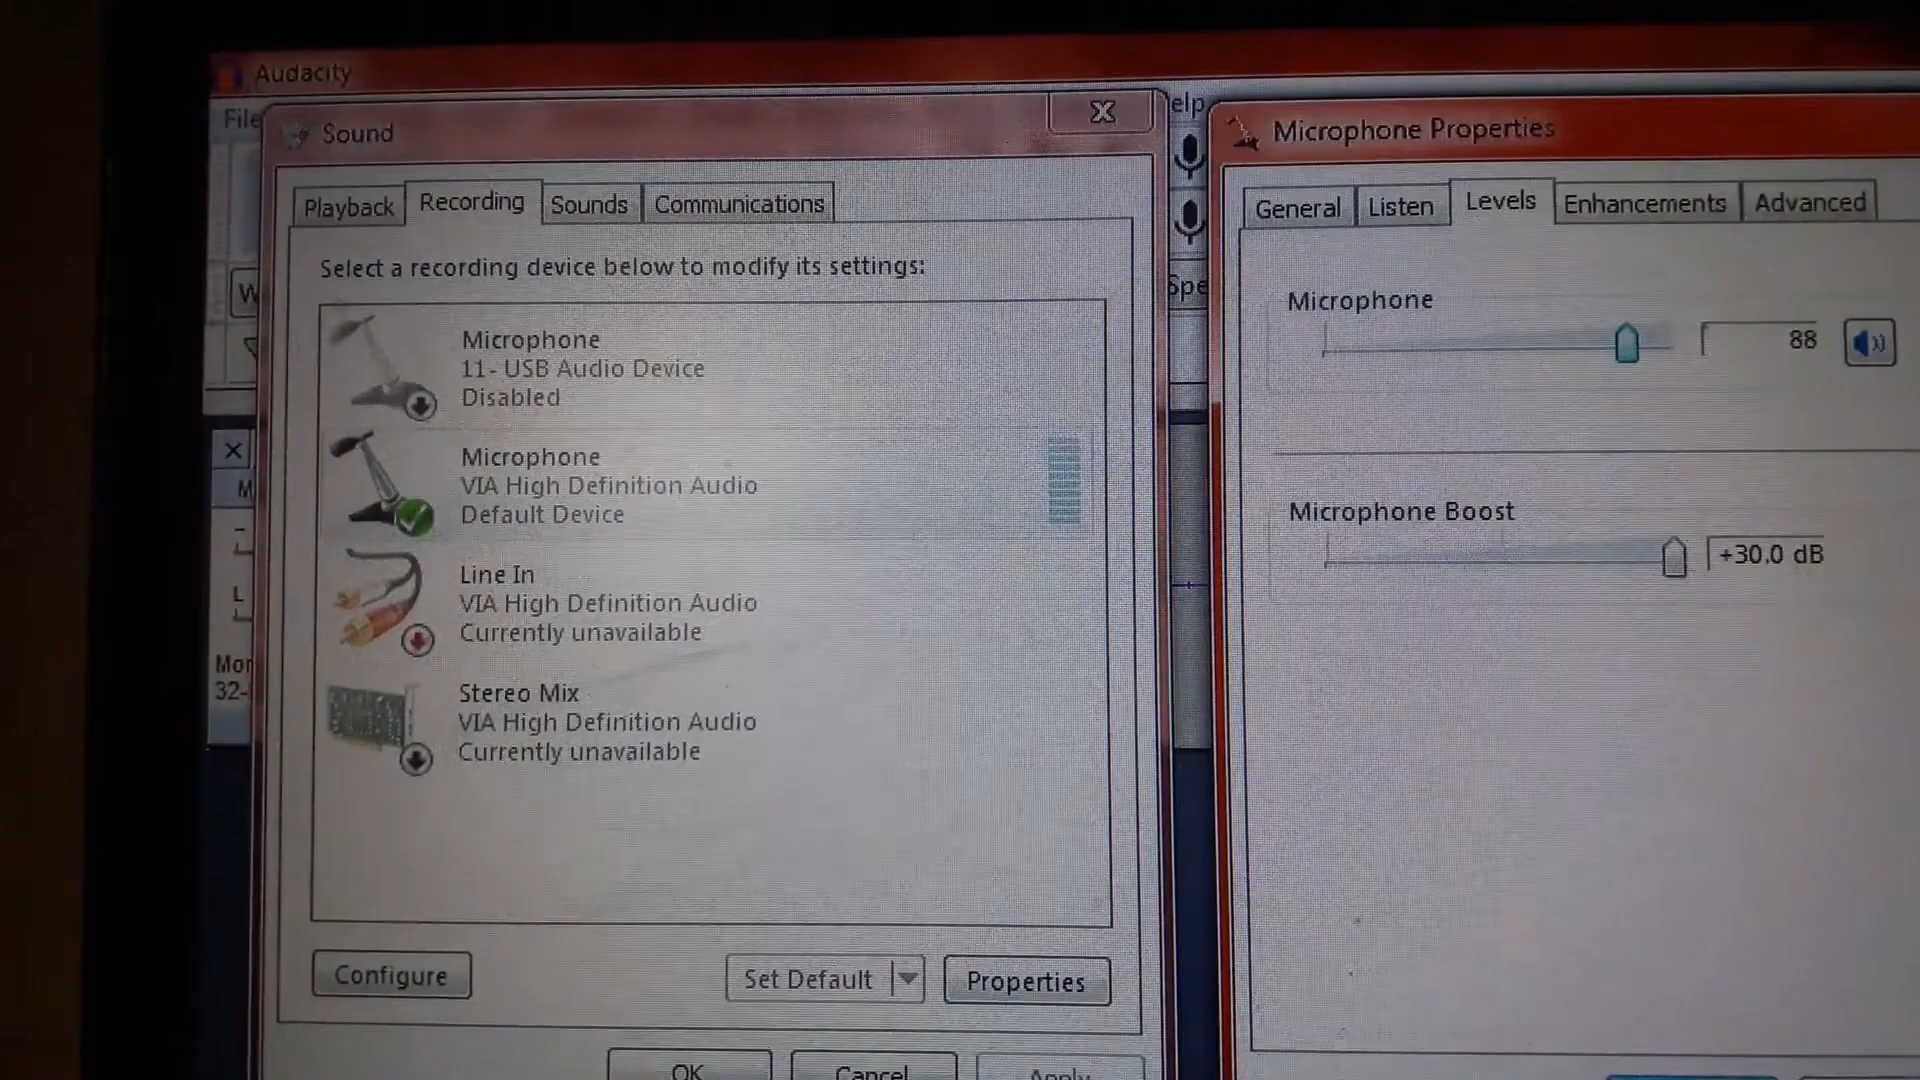 Audacity
File
elp
Sound
Playback
Recording
Sounds
Communications
Select a recording device below to modify its settings:
Microphone
11- USB Audio Device
Disabled
Microphone
VIA High Definition Audio
Default Device
Line In
VIA High Definition Audio
Currently unavailable
Stereo Mix
VIA High Definition Audio
Currently unavailable
Configure
Set Default
Properties
OK
Cancel
Apply
W
M
L
Mor
32-
Spe
Microphone Properties
General
Listen
Levels
Enhancements
Advanced
Microphone
88
Microphone Boost
+30.0 dB